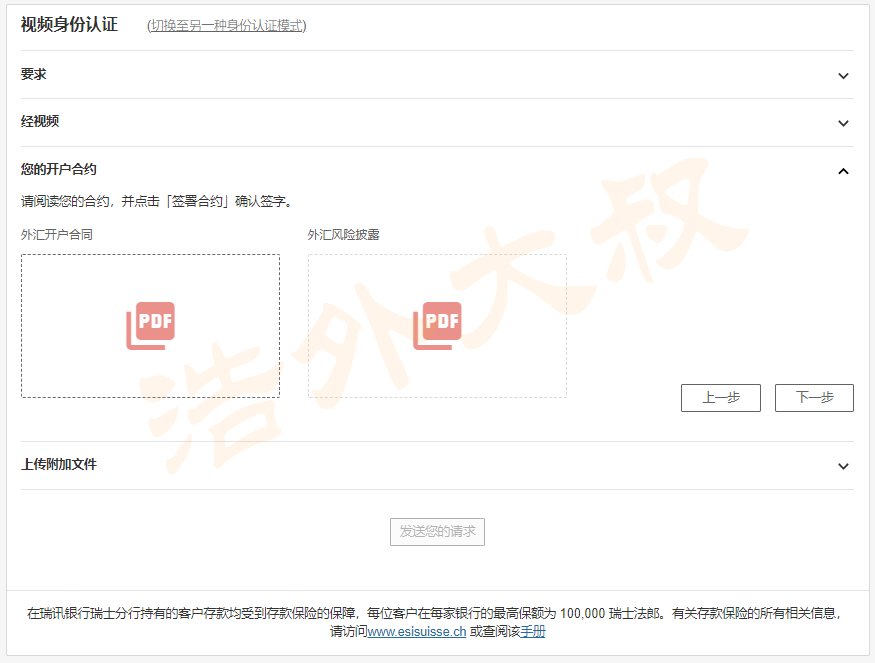 视频身份认证 (切换至另一种身份认证模式)
要求
经视频
您的开户合约
请阅读您的合约，并点击「签署合约」确认签字。
外汇开户合同 外汇风险披露
PDF PDF
浩外大叔
上一步 下一步
上传附加文件
发送您的请求
在瑞讯银行瑞士分行持有的客户存款均受到存款保险的保障，每位客户在每家银行的最高保额为 100,000 瑞士法郎。有关存款保险的所有相关信息，
请访问www.esisuisse.ch 或查阅该手册